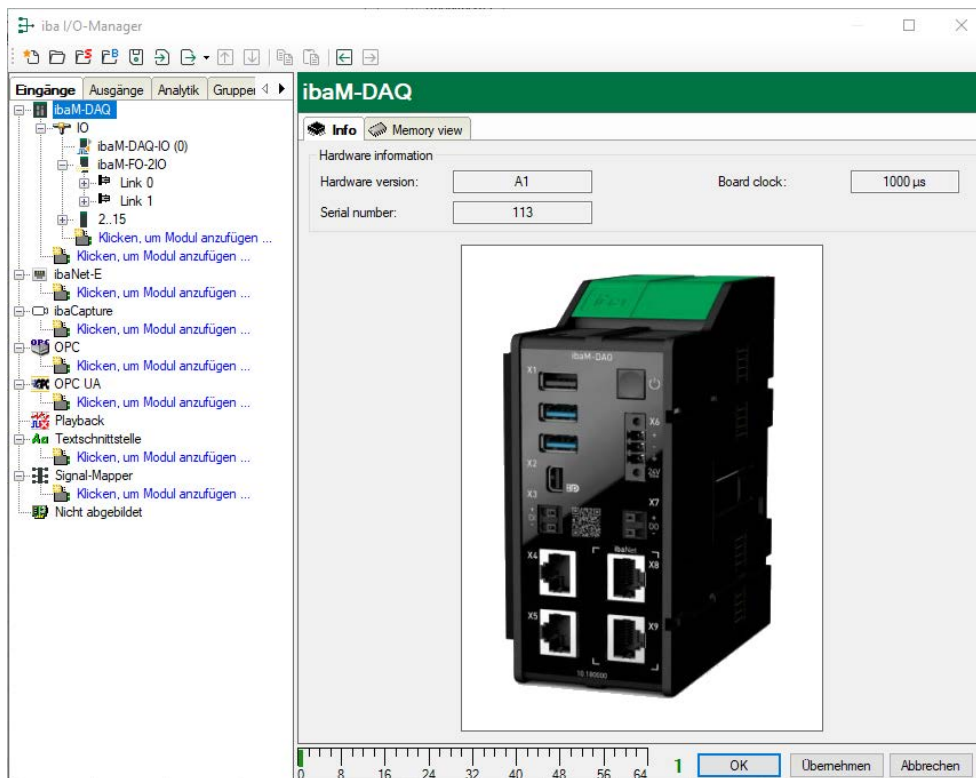 iba I/O-Manager
Eingänge Ausgänge Analytik Gruppen
ibaM-DAQ
IO
ibaM-DAQ-IO (0)
ibaM-FO-2IO
Link 0
Link 1
2..15
Klicken, um Modul anzufügen ...
Klicken, um Modul anzufügen ...
ibaNet-E
Klicken, um Modul anzufügen ...
ibaCapture
Klicken, um Modul anzufügen ...
OPC
Klicken, um Modul anzufügen ...
OPC UA
Klicken, um Modul anzufügen ...
Playback
Textschnittstelle
Klicken, um Modul anzufügen ...
Signal-Mapper
Klicken, um Modul anzufügen ...
Nicht abgebildet
ibaM-DAQ
Info Memory view
Hardware information
Hardware version: A1 Board clock: 1000 µs
Serial number: 113
ibaM-DAQ
X1
X6
X2
24V
X3
X7
DO
ibaNet
X4 X8
X5 X9
10.180000
0 8 16 24 32 40 48 56 64
1 OK Übernehmen Abbrechen